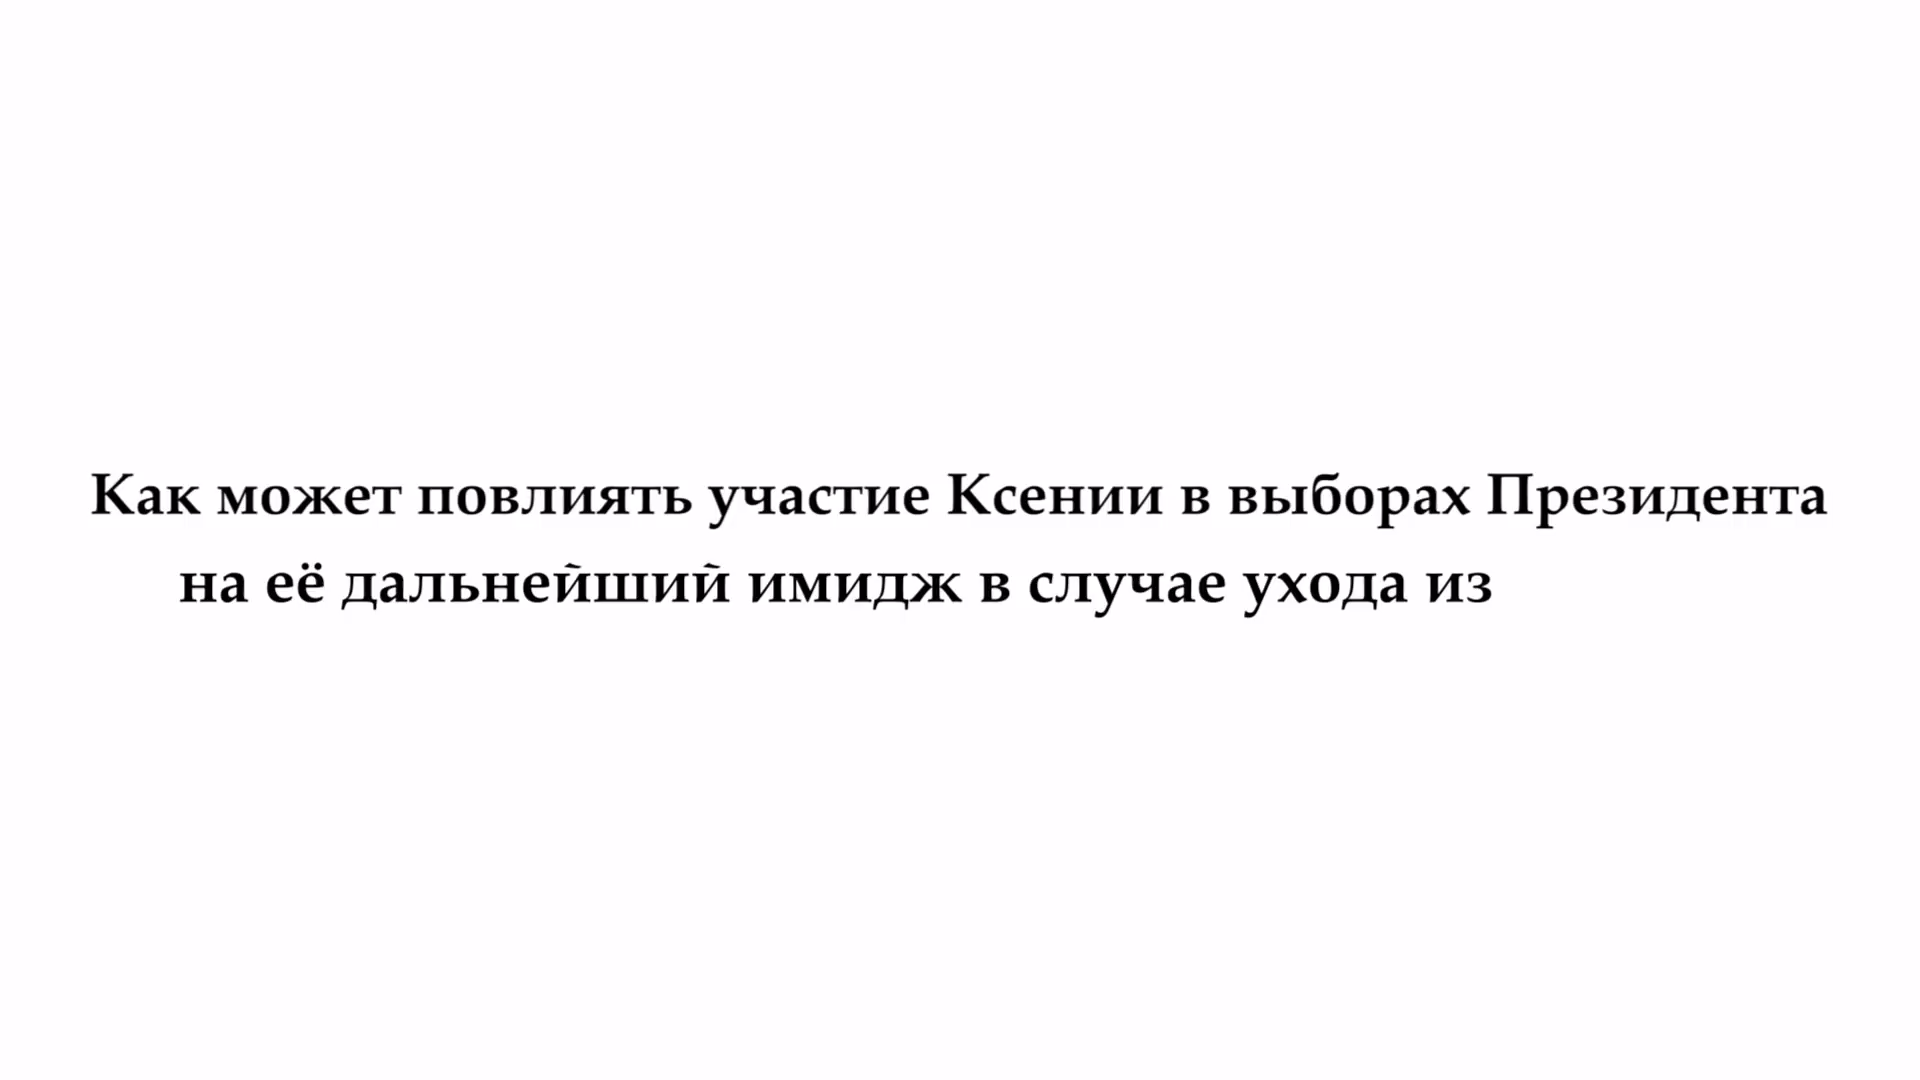 Как может повлиять участие Ксении в выборах Президента
на её дальнейший имидж в случае ухода из